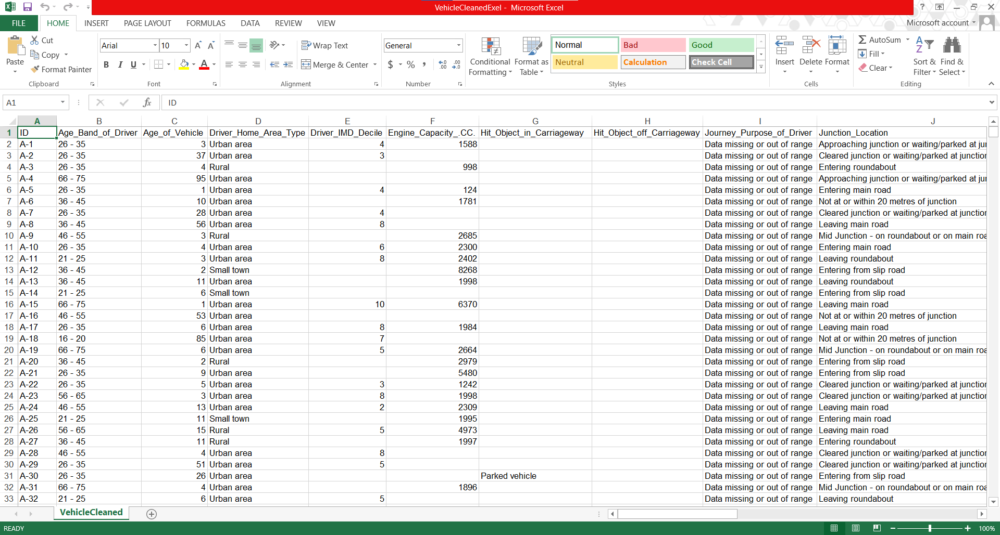 VehicleCleanedExel - Microsoft Excel
FILE HOME INSERT PAGE LAYOUT FORMULAS DATA REVIEW VIEW Microsoft account
Paste Cut Copy Format Painter Clipboard
Arial 10 B I U A Font
Wrap Text Merge & Center Alignment
General $ % , Number
Conditional Formatting Format as Table Normal Bad Good Neutral Calculation Check Cell Styles
Insert Delete Format Cells
AutoSum Fill Clear Sort & Filter Find & Select Editing
A1 fx ID
A B C D E F G H I J
1 ID Age_Band_of_Driver Age_of_Vehicle Driver_Home_Area_Type Driver_IMD_Decile Engine_Capacity_.CC. Hit_Object_in_Carriageway Hit_Object_off_Carriageway Journey_Purpose_of_Driver Junction_Location
2 A-1 26 - 35 3 Urban area 4 1588 Data missing or out of range Approaching junction or waiting/parked at jun
3 A-2 26 - 35 37 Urban area 3 Data missing or out of range Cleared junction or waiting/parked at junction
4 A-3 26 - 35 4 Rural 998 Data missing or out of range Entering roundabout
5 A-4 66 - 75 95 Urban area Data missing or out of range Approaching junction or waiting/parked at jun
6 A-5 26 - 35 1 Urban area 4 124 Data missing or out of range Entering main road
7 A-6 36 - 45 10 Urban area 1781 Data missing or out of range Not at or within 20 metres of junction
8 A-7 26 - 35 28 Urban area 4 Data missing or out of range Cleared junction or waiting/parked at junction
9 A-8 36 - 45 56 Urban area 8 Data missing or out of range Leaving main road
10 A-9 46 - 55 3 Rural 2685 Data missing or out of range Mid Junction - on roundabout or on main roa
11 A-10 26 - 35 4 Urban area 6 2300 Data missing or out of range Entering main road
12 A-11 21 - 25 3 Urban area 8 2402 Data missing or out of range Leaving roundabout
13 A-12 36 - 45 2 Small town 8268 Data missing or out of range Entering from slip road
14 A-13 36 - 45 11 Urban area 1998 Data missing or out of range Leaving roundabout
15 A-14 21 - 25 6 Small town Data missing or out of range Entering from slip road
16 A-15 66 - 75 1 Urban area 10 6370 Data missing or out of range Leaving main road
17 A-16 46 - 55 53 Urban area Data missing or out of range Not at or within 20 metres of junction
18 A-17 26 - 35 6 Urban area 8 1984 Data missing or out of range Leaving main road
19 A-18 16 - 20 85 Urban area 7 Data missing or out of range Not at or within 20 metres of junction
20 A-19 66 - 75 6 Urban area 5 2664 Data missing or out of range Mid Junction - on roundabout or on main roa
21 A-20 36 - 45 2 Rural 2979 Data missing or out of range Entering from slip road
22 A-21 26 - 35 9 Urban area 5480 Data missing or out of range Entering from slip road
23 A-22 26 - 35 5 Urban area 3 1242 Data missing or out of range Cleared junction or waiting/parked at junction
24 A-23 56 - 65 3 Urban area 8 1998 Data missing or out of range Cleared junction or waiting/parked at junction
25 A-24 46 - 55 13 Urban area 2 2309 Data missing or out of range Leaving main road
26 A-25 21 - 25 11 Small town 1995 Data missing or out of range Entering main road
27 A-26 56 - 65 15 Rural 5 4973 Data missing or out of range Leaving main road
28 A-27 36 - 45 11 Rural 1997 Data missing or out of range Entering roundabout
29 A-28 46 - 55 4 Urban area 8 Data missing or out of range Cleared junction or waiting/parked at junction
30 A-29 26 - 35 51 Urban area 5 Data missing or out of range Cleared junction or waiting/parked at junction
31 A-30 26 - 35 26 Urban area Parked vehicle Data missing or out of range Entering from slip road
32 A-31 66 - 75 4 Urban area 1896 Data missing or out of range Mid Junction - on roundabout or on main roa
33 A-32 21 - 25 6 Urban area 5 Data missing or out of range Leaving roundabout
VehicleCleaned
READY 100%